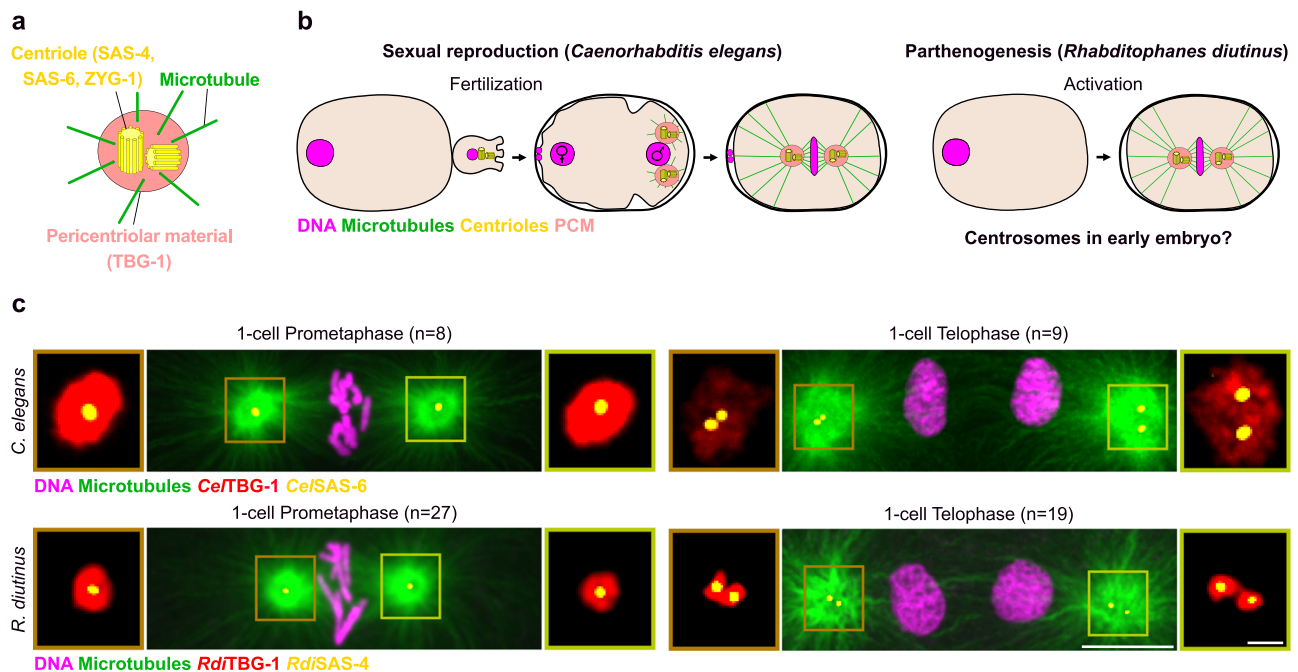 a
Centriole (SAS-4,
SAS-6, ZYG-1)
Microtubule
Pericentriolar material
(TBG-1)
b
Sexual reproduction (Caenorhabditis elegans)
Fertilization
♀
♂
DNA Microtubules Centrioles PCM
Parthenogenesis (Rhabditophanes diutinus)
Activation
Centrosomes in early embryo?
c
1-cell Prometaphase (n=8)
1-cell Telophase (n=9)
C. elegans
DNA Microtubules CelTBG-1 CelSAS-6
1-cell Prometaphase (n=27)
1-cell Telophase (n=19)
R. diutinus
DNA Microtubules RdiTBG-1 RdiSAS-4